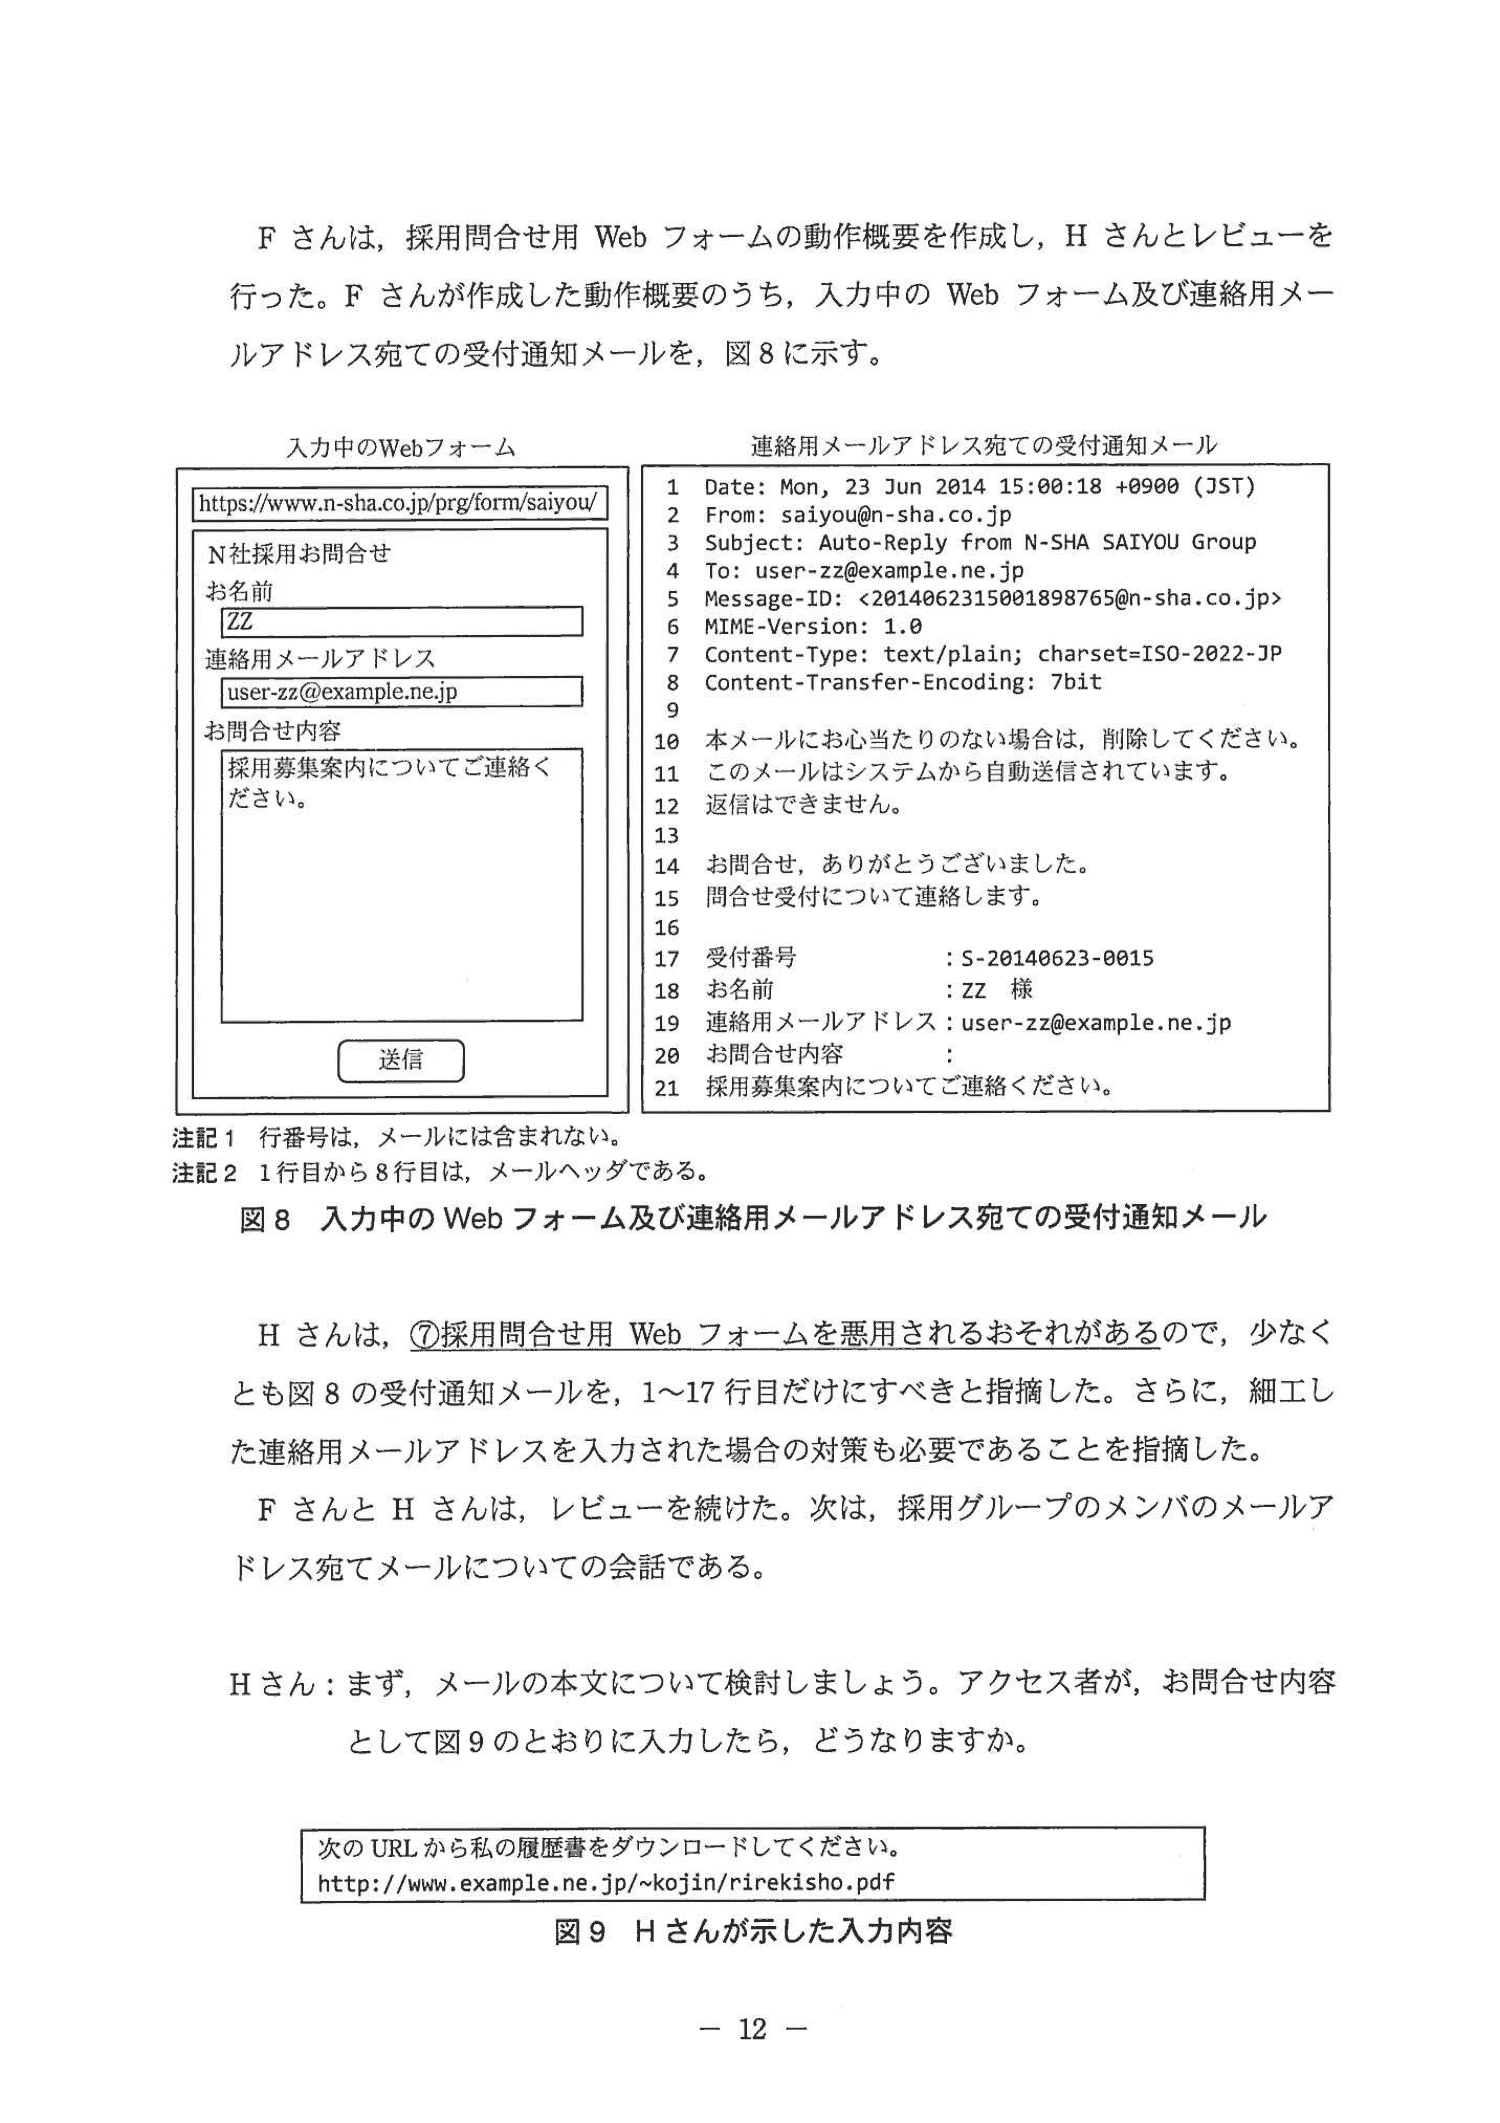 F さんは，採用問合せ用 Web フォームの動作概要を作成し，H さんとレビューを
行った。F さんが作成した動作概要のうち，入力中の Web フォーム及び連絡用メー
ルアドレス宛ての受付通知メールを，図 8 に示す。
入力中のWebフォーム
https://www.n-sha.co.jp/prg/form/saiyou/
N社採用お問合せ
お名前
ZZ
連絡用メールアドレス
user-zz@example.ne.jp
お問合せ内容
採用募集案内についてご連絡く
ださい。
送信
連絡用メールアドレス宛ての受付通知メール
1 Date: Mon, 23 Jun 2014 15:00:18 +0900 (JST)
2 From: saiyou@n-sha.co.jp
3 Subject: Auto-Reply from N-SHA SAIYOU Group
4 To: user-zz@example.ne.jp
5 Message-ID: <2014062315001898765@n-sha.co.jp>
6 MIME-Version: 1.0
7 Content-Type: text/plain; charset=ISO-2022-JP
8 Content-Transfer-Encoding: 7bit
9
10 本メールにお心当たりのない場合は，削除してください。
11 このメールはシステムから自動送信されています。
12 返信はできません。
13
14 お問合せ，ありがとうございました。
15 問合せ受付について連絡します。
16
17 受付番号 : S-20140623-0015
18 お名前 : ZZ 様
19 連絡用メールアドレス : user-zz@example.ne.jp
20 お問合せ内容 :
21 採用募集案内についてご連絡ください。
注記 1 行番号は，メールには含まれない。
注記 2 1行目から8行目は，メールヘッダである。
図 8 入力中の Web フォーム及び連絡用メールアドレス宛ての受付通知メール
H さんは，⑦採用問合せ用 Web フォームを悪用されるおそれがあるので，少なく
とも図 8 の受付通知メールを，1～17 行目だけにすべきと指摘した。さらに，細工し
た連絡用メールアドレスを入力された場合の対策も必要であることを指摘した。
F さんと H さんは，レビューを続けた。次は，採用グループのメンバのメールア
ドレス宛てメールについての会話である。
H さん：まず，メールの本文について検討しましょう。アクセス者が，お問合せ内容
として図 9 のとおりに入力したら，どうなりますか。
次の URL から私の履歴書をダウンロードしてください。
http://www.example.ne.jp/~kojin/rirekisho.pdf
図 9 H さんが示した入力内容
－ 12 －